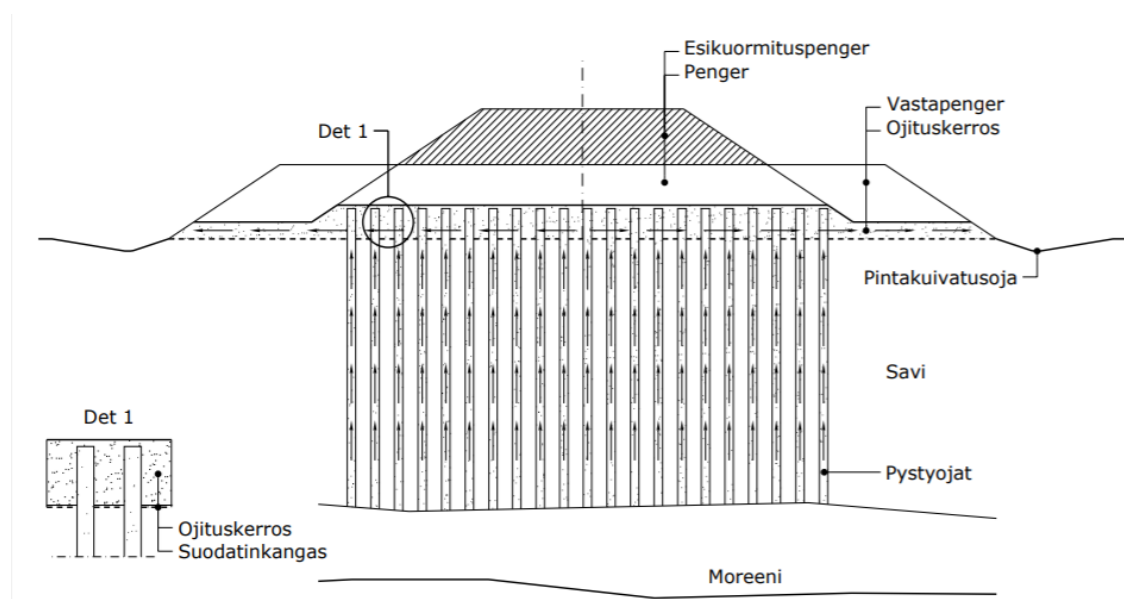 Esikuormituspenger
Penger
Vastapenger
Ojituskerros
Det 1
Pintakuivatusoja
Savi
Det 1
Pystyojat
Ojituskerros
Suodatinkangas
Moreeni